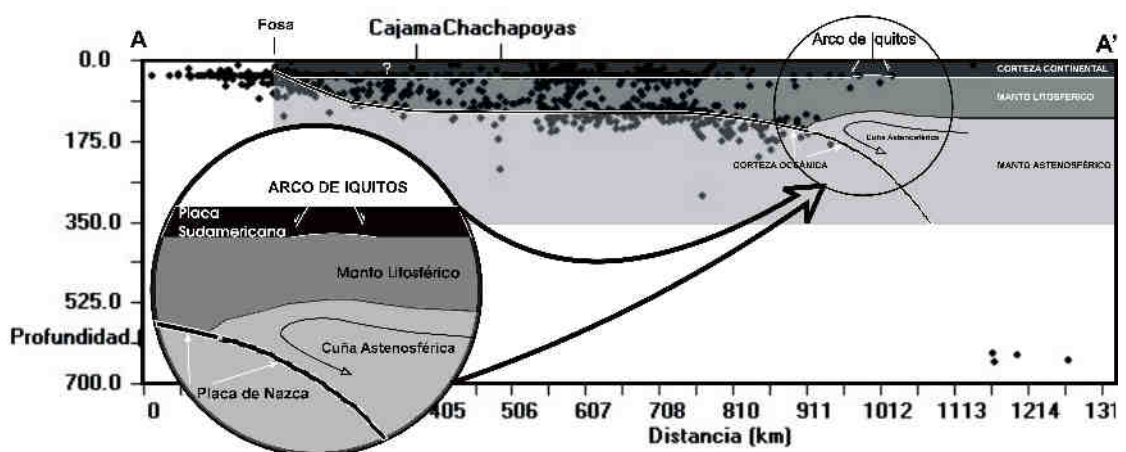 Fosa
A
Cajama Chachapoyas
Arco de Iquitos
A'
0.0
175.0
350.0
525.0
Profundidad
700.0
?
CORTEZA CONTINENTAL
MANTO LITOSFERICO
Cuña Astenosférica
CORTEZA OCEÁNICA
MANTO ASTENOSFÉRICO
ARCO DE IQUITOS
Placa
Sudamericana
Manto Litosférico
Cuña Astenosférica
Placa de Nazca
0 405 506 607 708 810 911 1012 1113 1214 131
Distancia (km)